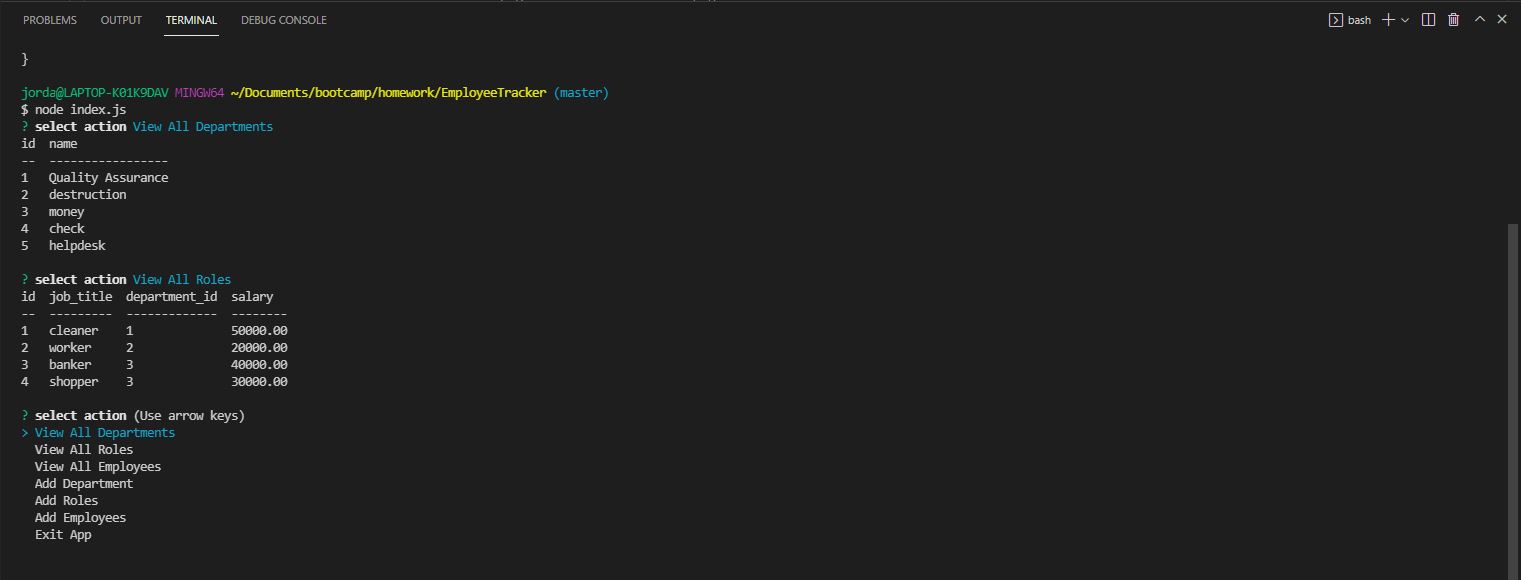 PROBLEMS OUTPUT TERMINAL DEBUG CONSOLE bash
}
jorda@LAPTOP-K01K9DAV MINGW64 ~/Documents/bootcamp/homework/EmployeeTracker (master)
$ node index.js
? select action View All Departments
id  name
--  -----------------
1   Quality Assurance
2   destruction
3   money
4   check
5   helpdesk
? select action View All Roles
id  job_title  department_id  salary
--  ---------  -------------  --------
1   cleaner    1              50000.00
2   worker     2              20000.00
3   banker     3              40000.00
4   shopper    3              30000.00
? select action (Use arrow keys)
> View All Departments
  View All Roles
  View All Employees
  Add Department
  Add Roles
  Add Employees
  Exit App